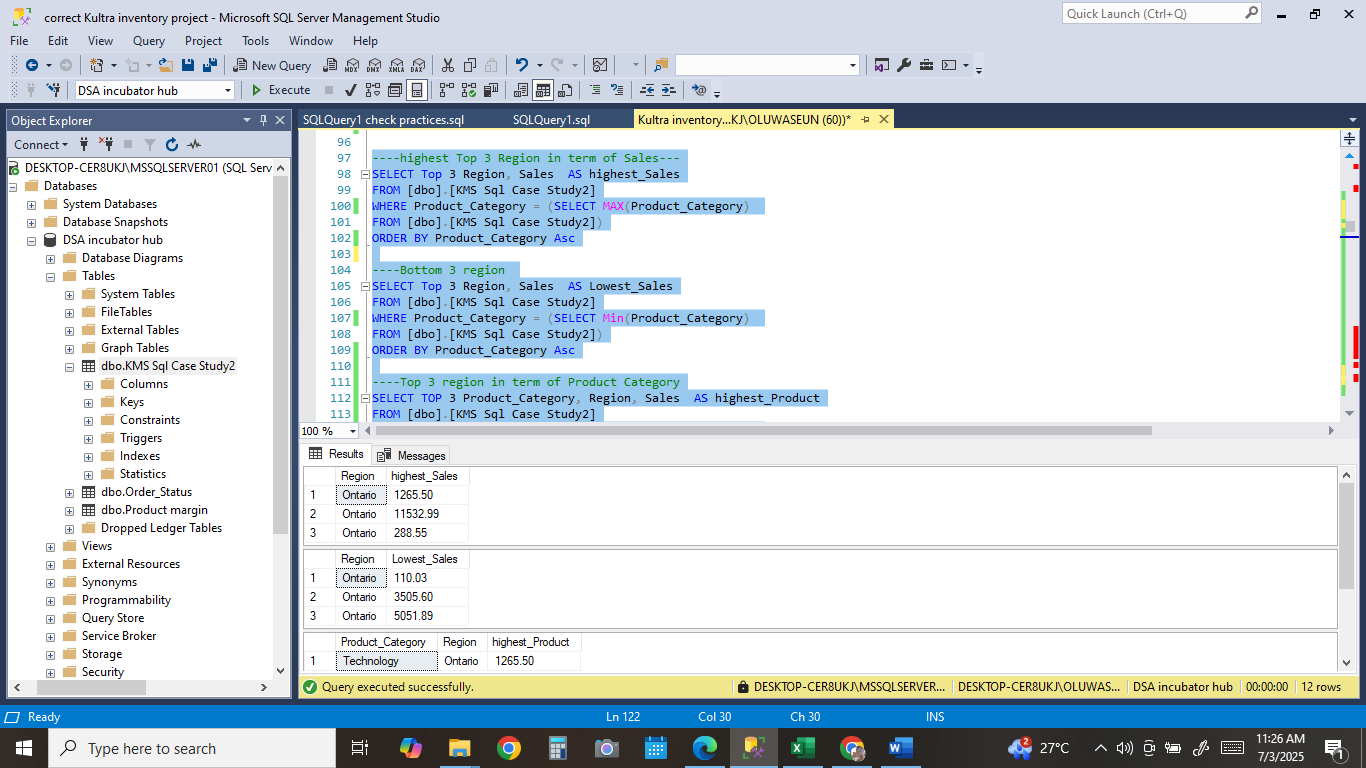 correct Kultra inventory project - Microsoft SQL Server Management Studio
Quick Launch (Ctrl+Q)
File Edit View Query Project Tools Window Help
New Query MDX DMX XMLA DAX
DSA incubator hub Execute
Object Explorer
SQLQuery1 check practices.sql SQLQuery1.sql Kultra inventory...KJ\OLUWASEUN (60))*
Connect
DESKTOP-CER8UKJ\MSSQLSERVER01 (SQL Serv
Databases
System Databases
Database Snapshots
DSA incubator hub
Database Diagrams
Tables
System Tables
FileTables
External Tables
Graph Tables
dbo.KMS Sql Case Study2
Columns
Keys
Constraints
Triggers
Indexes
Statistics
dbo.Order_Status
dbo.Product margin
Dropped Ledger Tables
Views
External Resources
Synonyms
Programmability
Query Store
Service Broker
Storage
Security
96
97 ----highest Top 3 Region in term of Sales---
98 SELECT Top 3 Region, Sales  AS highest_Sales
99 FROM [dbo].[KMS Sql Case Study2]
100 WHERE Product_Category = (SELECT MAX(Product_Category)
101 FROM [dbo].[KMS Sql Case Study2])
102 ORDER BY Product_Category Asc
103
104 ----Bottom 3 region
105 SELECT Top 3 Region, Sales  AS Lowest_Sales
106 FROM [dbo].[KMS Sql Case Study2]
107 WHERE Product_Category = (SELECT Min(Product_Category)
108 FROM [dbo].[KMS Sql Case Study2])
109 ORDER BY Product_Category Asc
110
111 ----Top 3 region in term of Product Category
112 SELECT TOP 3 Product_Category, Region, Sales  AS highest_Product
113 FROM [dbo].[KMS Sql Case Study2]
100 %
Results Messages
Region highest_Sales
1 Ontario 1265.50
2 Ontario 11532.99
3 Ontario 288.55
Region Lowest_Sales
1 Ontario 110.03
2 Ontario 3505.60
3 Ontario 5051.89
Product_Category Region highest_Product
1 Technology Ontario 1265.50
Query executed successfully. DESKTOP-CER8UKJ\MSSQLSERVER... DESKTOP-CER8UKJ\OLUWAS... DSA incubator hub 00:00:00 12 rows
Ready Ln 122 Col 30 Ch 30 INS
Type here to search 2 27°C 11:26 AM
7/3/2025 1